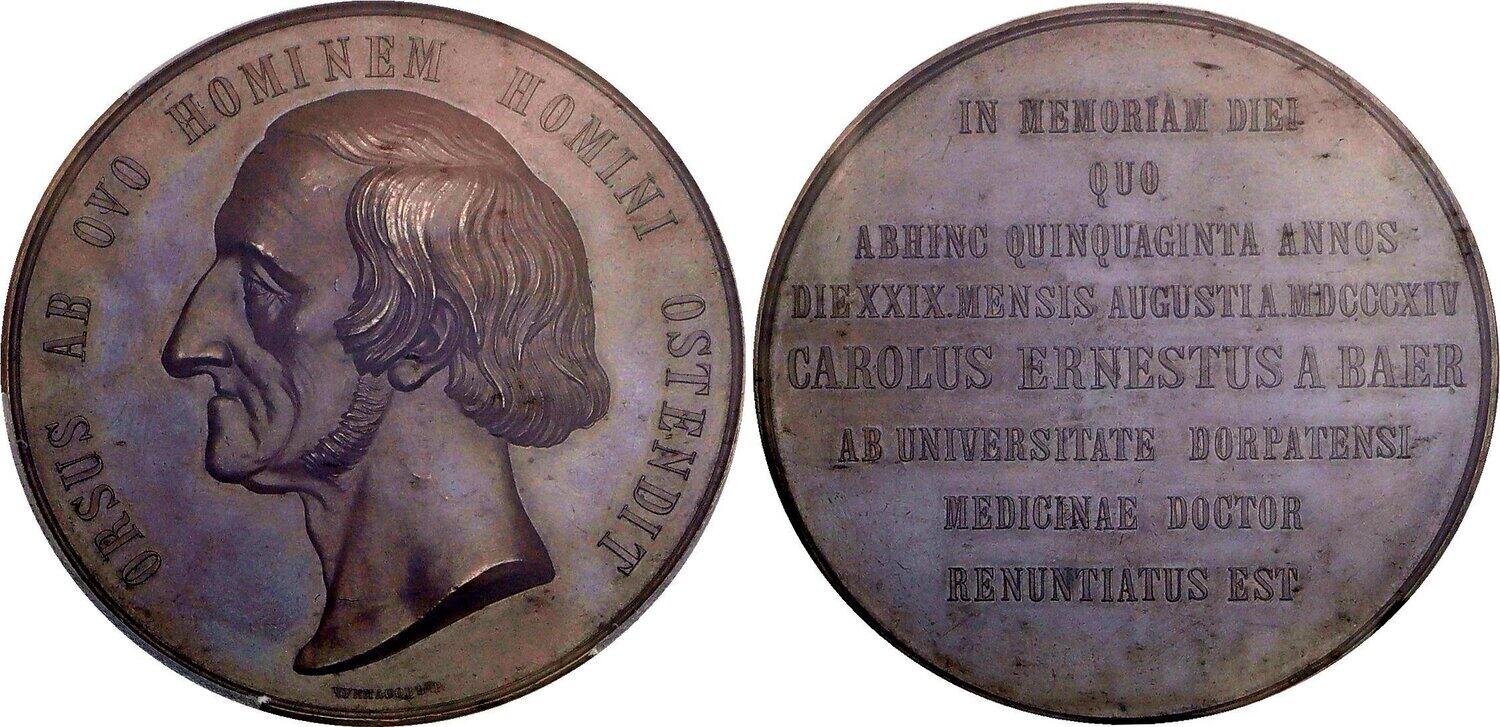 ORSUS AB OVO HOMINEM HOMINI OSTENDIT
IN MEMORIAM DIEI
QUO
ABHINC QUINQUAGINTA ANNOS
DIE XXIX. MENSIS AUGUSTI A. MDCCCXIV
CAROLUS ERNESTUS A BAER
AB UNIVERSITATE DORPATENSI
MEDICINAE DOCTOR
RENUNTIATUS EST